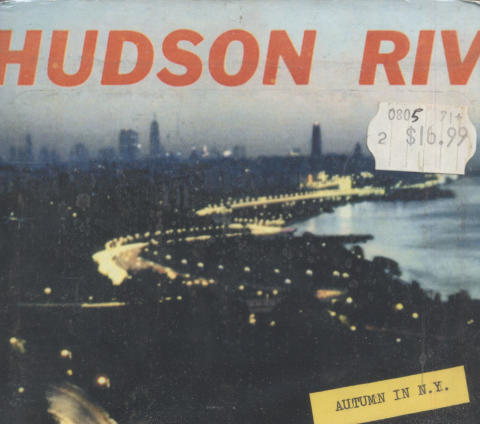 HUDSON RIV
0805 71+
2 $16.99
AUTUMN IN N.Y.